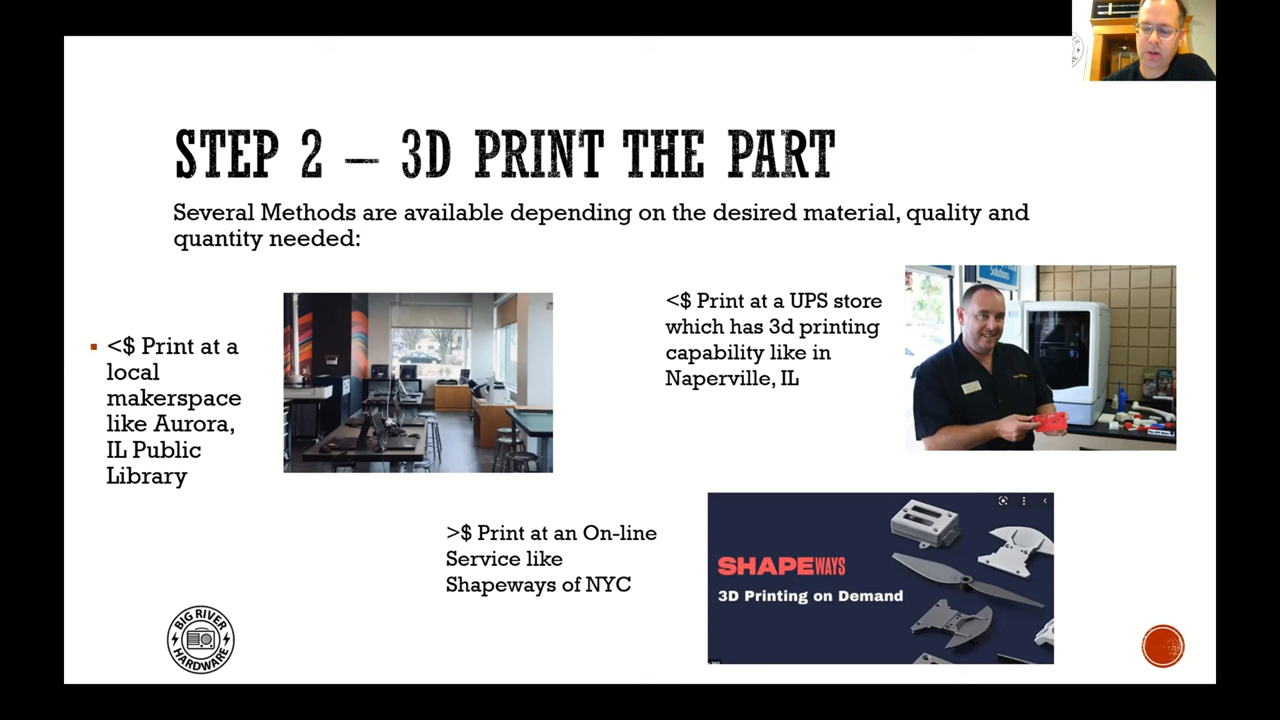 STEP 2 – 3D PRINT THE PART
Several Methods are available depending on the desired material, quality and
quantity needed:
<$ Print at a
local
makerspace
like Aurora,
IL Public
Library
<$ Print at a UPS store
which has 3d printing
capability like in
Naperville, IL
Solutions
>$ Print at an On-line
Service like
Shapeways of NYC
SHAPEWAYS
3D Printing on Demand
BIG RIVER
HARDWARE